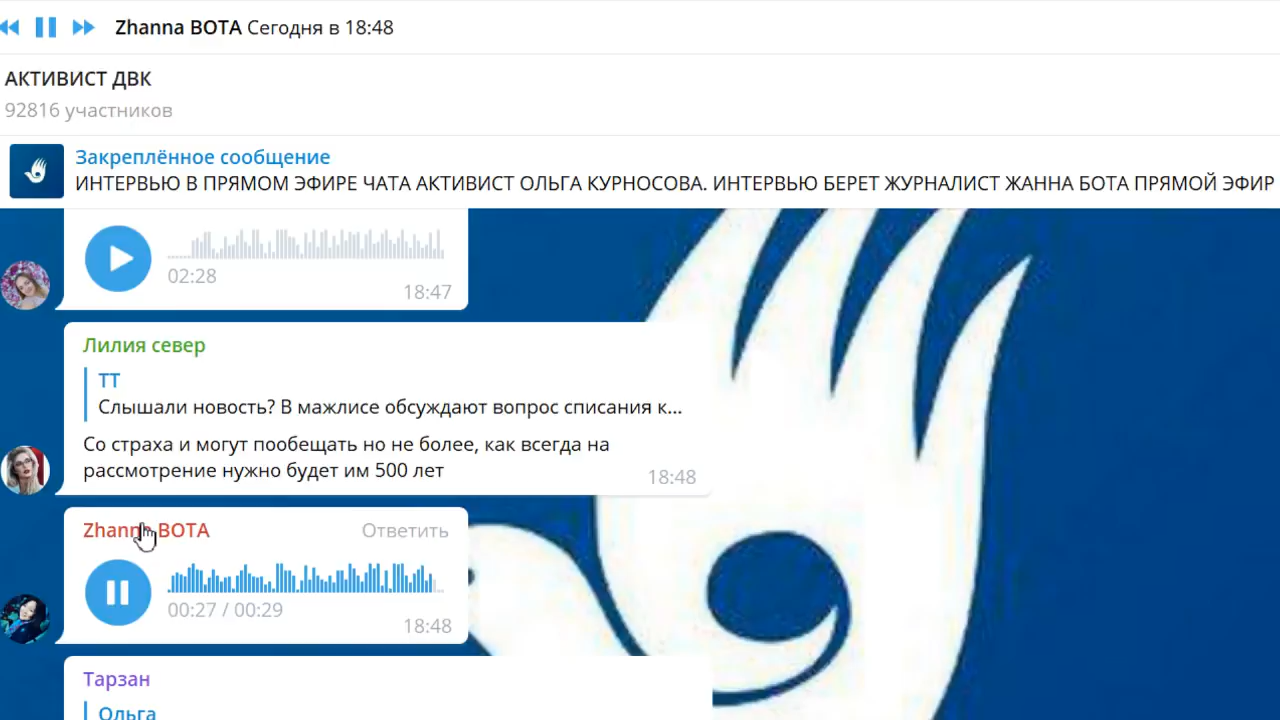 Zhanna BOTA Сегодня в 18:48
АКТИВИСТ ДВК
92816 участников
Закреплённое сообщение
ИНТЕРВЬЮ В ПРЯМОМ ЭФИРЕ ЧАТА АКТИВИСТ ОЛЬГА КУРНОСОВА. ИНТЕРВЬЮ БЕРЕТ ЖУРНАЛИСТ ЖАННА БОТА ПРЯМОЙ ЭФИР
02:28
18:47
Лилия север
ТТ
Слышали новость? В мажлисе обсуждают вопрос списания к...
Со страха и могут пообещать но не более, как всегда на
рассмотрение нужно будет им 500 лет
18:48
Zhanna BOTA Ответить
00:27 / 00:29
18:48
Тарзан
Ольга